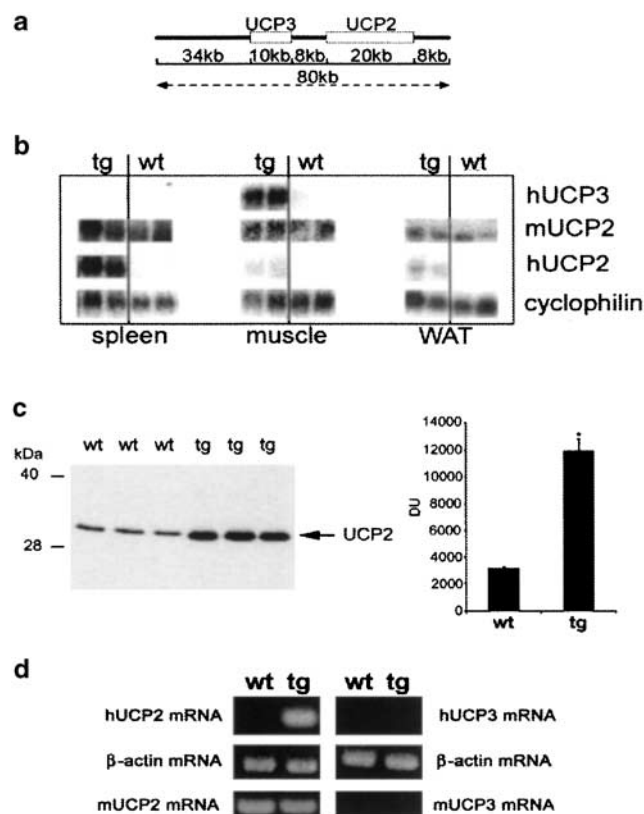 a
UCP3 UCP2
34kb 10kb 8kb 20kb 8kb
80kb
b
tg wt tg wt tg wt
hUCP3
mUCP2
hUCP2
cyclophilin
spleen muscle WAT
c
kDa wt wt wt tg tg tg
40
28
UCP2
14000
12000
10000
8000
6000
4000
2000
0
DU
*
wt tg
d
wt tg wt tg
hUCP2 mRNA hUCP3 mRNA
β-actin mRNA β-actin mRNA
mUCP2 mRNA mUCP3 mRNA